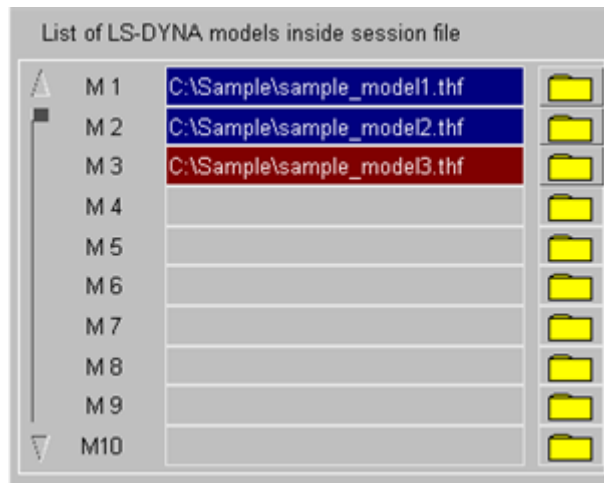 List of LS-DYNA models inside session file
M 1 C:\Sample\sample_model1.thf
M 2 C:\Sample\sample_model2.thf
M 3 C:\Sample\sample_model3.thf
M 4
M 5
M 6
M 7
M 8
M 9
M10